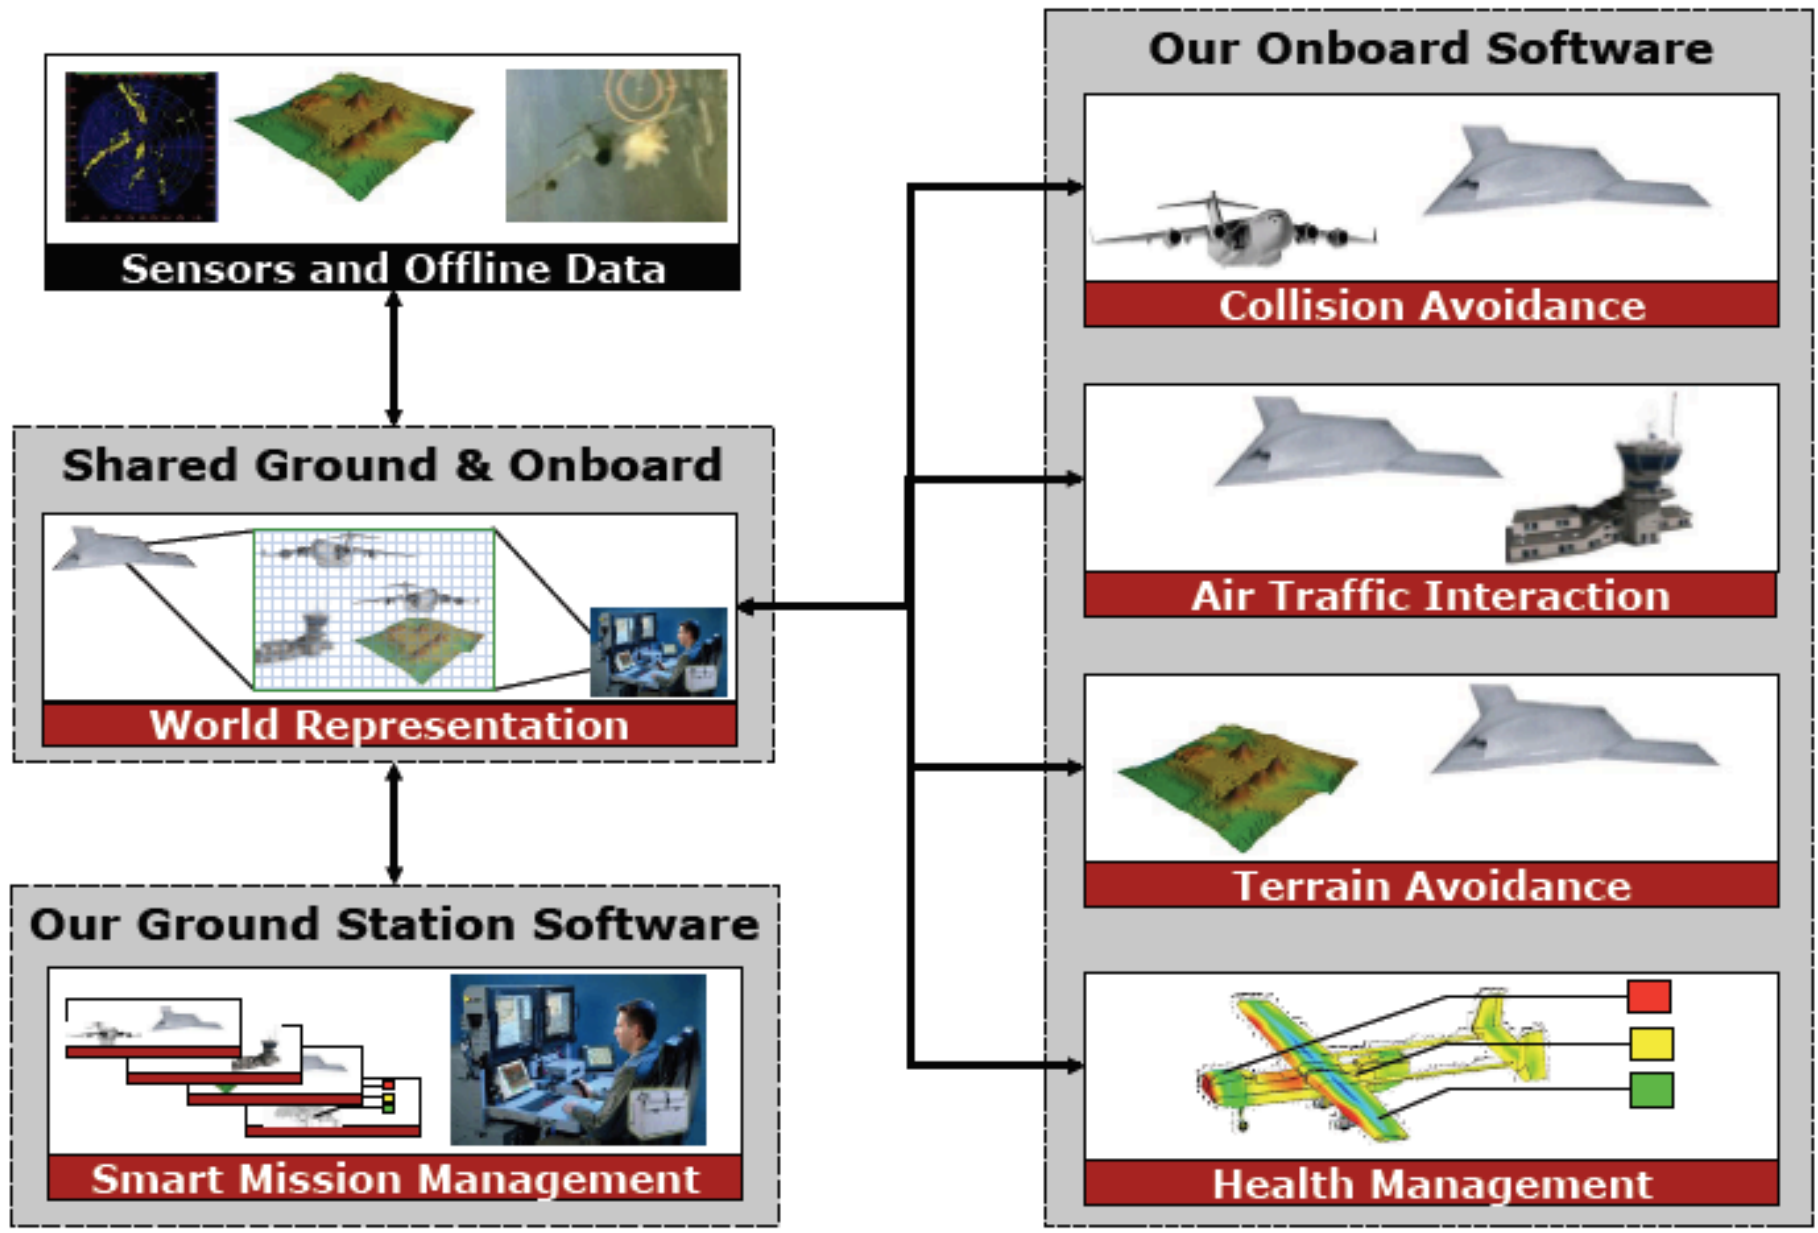 Sensors and Offline Data
Shared Ground & Onboard
World Representation
Our Ground Station Software
Smart Mission Management
Our Onboard Software
Collision Avoidance
Air Traffic Interaction
Terrain Avoidance
Health Management